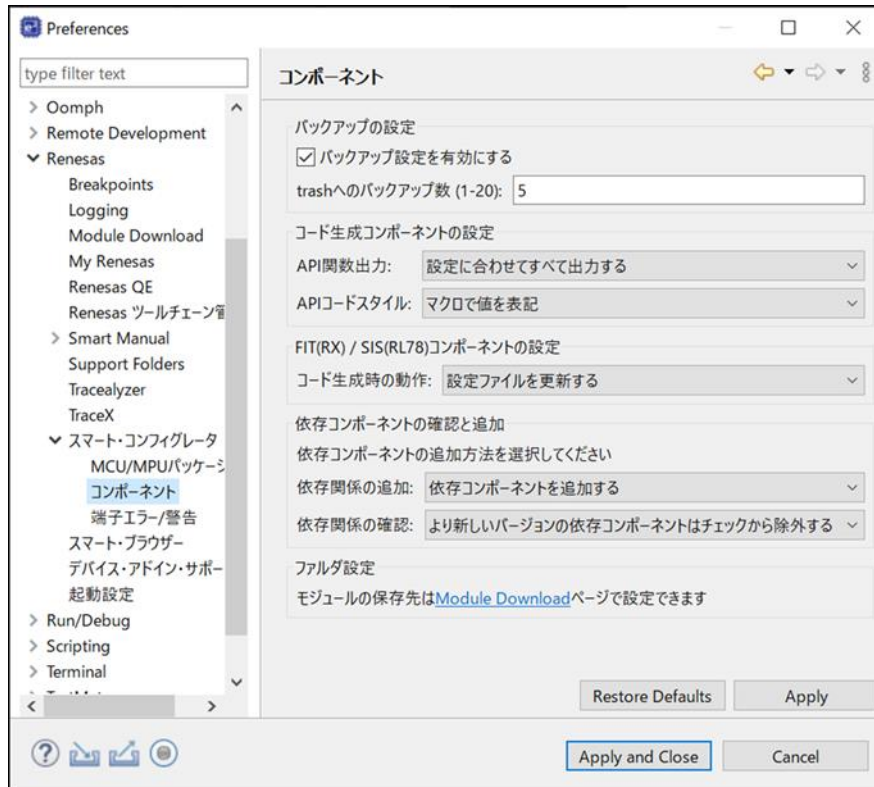 Preferences
type filter text
Oomph
Remote Development
Renesas
Breakpoints
Logging
Module Download
My Renesas
Renesas QE
Renesas ツールチェーン管
Smart Manual
Support Folders
Tracealyzer
TraceX
スマート・コンフィグレータ
MCU/MPUパッケージ
コンポーネント
端子エラー/警告
スマート・ブラウザー
デバイス・アドイン・サポー
起動設定
Run/Debug
Scripting
Terminal
コンポーネント
バックアップの設定
バックアップ設定を有効にする
trashへのバックアップ数 (1-20): 5
コード生成コンポーネントの設定
API関数出力: 設定に合わせてすべて出力する
APIコードスタイル: マクロで値を表記
FIT(RX) / SIS(RL78)コンポーネントの設定
コード生成時の動作: 設定ファイルを更新する
依存コンポーネントの確認と追加
依存コンポーネントの追加方法を選択してください
依存関係の追加: 依存コンポーネントを追加する
依存関係の確認: より新しいバージョンの依存コンポーネントはチェックから除外する
ファルダ設定
モジュールの保存先はModule Downloadページで設定できます
Restore Defaults Apply
Apply and Close Cancel